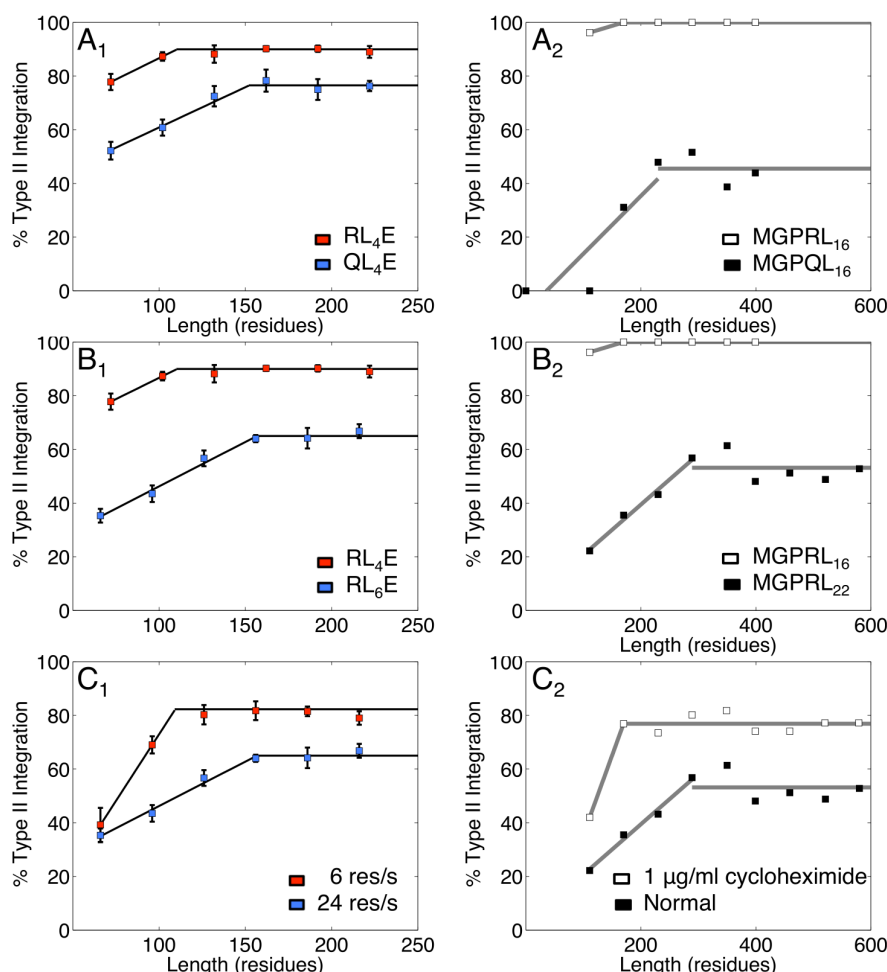 A₁
% Type II Integration
100
80
60
40
20
0
RL₄E
QL₄E
100 150 200 250
Length (residues)
A₂
% Type II Integration
100
80
60
40
20
0
MGPRL₁₆
MGPQL₁₆
200 400 600
Length (residues)
B₁
% Type II Integration
100
80
60
40
20
0
RL₄E
RL₆E
100 150 200 250
Length (residues)
B₂
% Type II Integration
100
80
60
40
20
0
MGPRL₁₆
MGPRL₂₂
200 400 600
Length (residues)
C₁
% Type II Integration
100
80
60
40
20
0
6 res/s
24 res/s
100 150 200 250
Length (residues)
C₂
% Type II Integration
100
80
60
40
20
0
1 µg/ml cycloheximide
Normal
200 400 600
Length (residues)